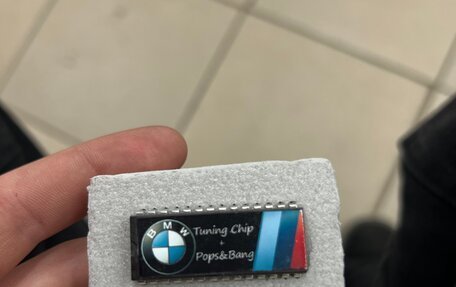 BMW
Tuning Chip
+
Pops&Bang